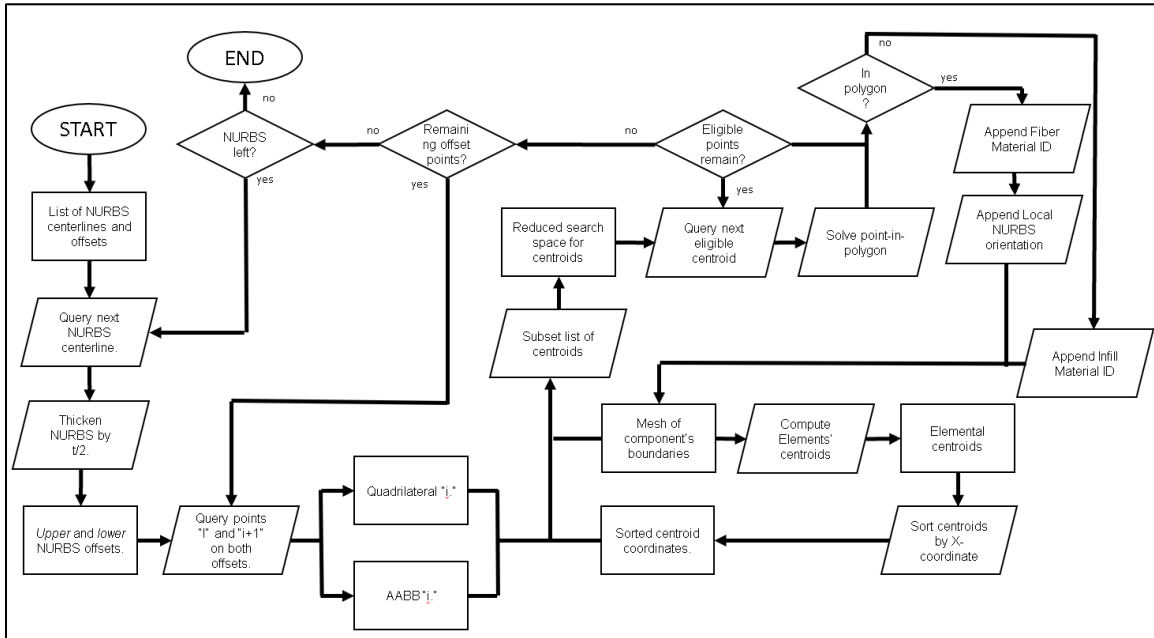 END
START
no
NURBS
left?
yes
no
Remaini
ng offset
points?
yes
no
Eligible
points
remain?
yes
In
polygon
?
no
yes
Append Fiber
Material ID
Append Local
NURBS
orientation
Append Infill
Material ID
List of NURBS
centerlines and
offsets
Query next
NURBS
centerline.
Thicken
NURBS by
t/2.
Upper and lower
NURBS offsets.
Query points
"I" and "i+1"
on both
offsets.
Quadrilateral "i."
AABB "i."
Reduced search
space for
centroids
Query next
eligible
centroid
Solve point-in-
polygon
Subset list of
centroids
Mesh of
component's
boundaries
Compute
Elements'
centroids
Elemental
centroids
Sorted centroid
coordinates.
Sort centroids
by X-
coordinate